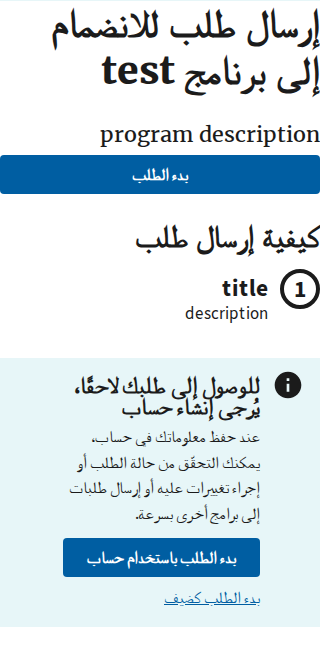 إرسال طلب للانضمام
إلى برنامج test
program description
بدء الطلب
كيفية إرسال طلب
1
title
description
للوصول إلى طلبك لاحقًا،
يُرجى إنشاء حساب
عند حفظ معلوماتك في حساب،
يمكنك التحقّق من حالة الطلب أو
إجراء تغييرات عليه أو إرسال طلبات
إلى برامج أخرى بسرعة.
بدء الطلب باستخدام حساب
بدء الطلب كضيف